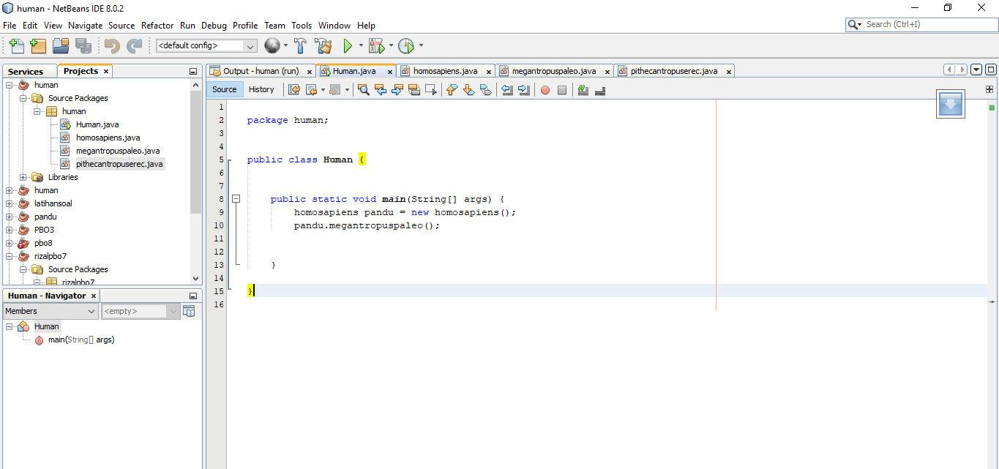 human - NetBeans IDE 8.0.2
File Edit View Navigate Source Refactor Run Debug Profile Team Tools Window Help
Search (Ctrl+I)
<default config>
Services Projects
human
Source Packages
human
Human.java
homosapiens.java
megantropuspaleo.java
pithecantropuserec.java
Libraries
human
latihansoal
pandu
PBO3
pbo8
rizalpbo7
Source Packages
rizalpbo7
Human - Navigator
Members <empty>
Human
main(String[] args)
Output - human (run) Human.java homosapiens.java megantropuspaleo.java pithecantropuserec.java
Source History
1
2 package human;
3
4
5 public class Human {
6
7
8 public static void main(String[] args) {
9 homosapiens pandu = new homosapiens();
10 pandu.megantropuspaleo();
11
12
13 }
14
15 }
16